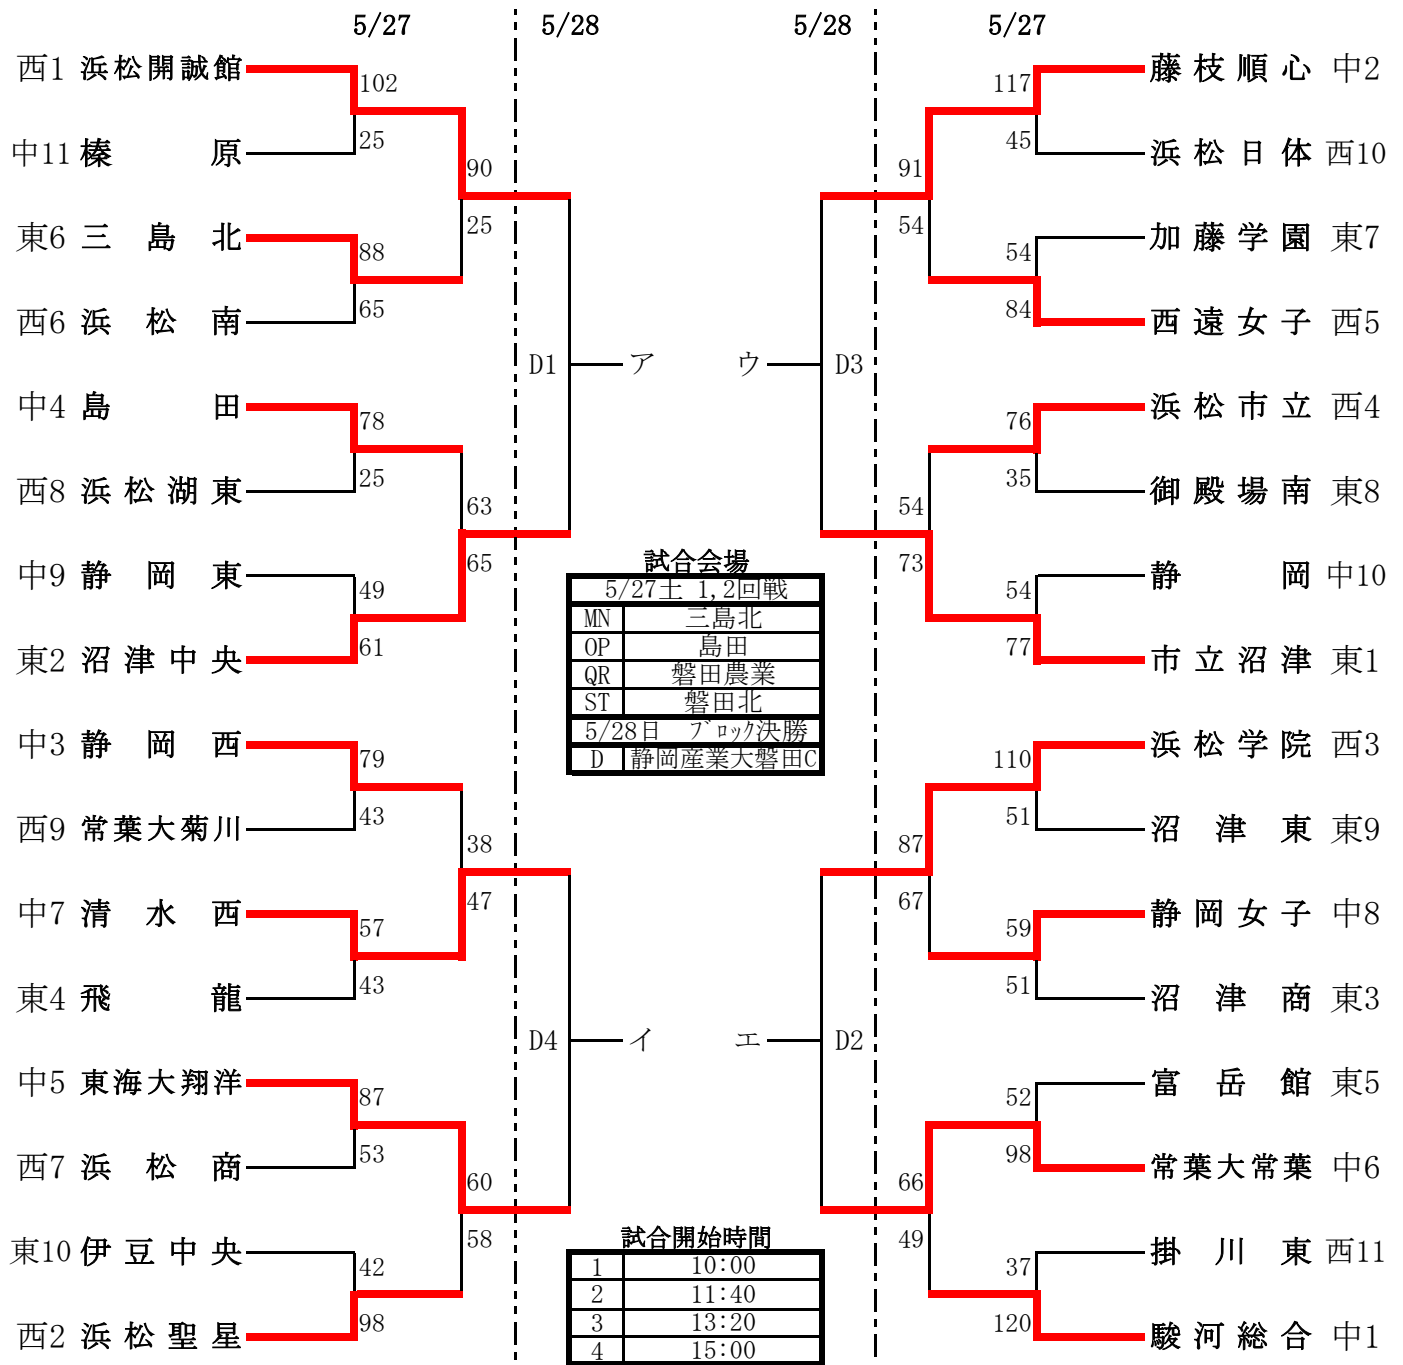 5/27 5/28 5/28 5/27
西1 浜松開誠館 102 117 藤枝順心 中2
中11 榛原 25 45 浜松日体 西10
90 91
東6 三島北 88 25 54 54 加藤学園 東7
西6 浜松南 65 84 西遠女子 西5
D1 ア ウ D3
中4 島田 78 76 浜松市立 西4
西8 浜松湖東 25 35 御殿場南 東8
63 54
中9 静岡東 49 65 73 54 静岡 中10
東2 沼津中央 61 77 市立沼津 東1
試合会場
5/27土 1,2回戦
MN 三島北
OP 島田
QR 磐田農業
ST 磐田北
5/28日 ブロック決勝
D 静岡産業大磐田C
中3 静岡西 79 110 浜松学院 西3
西9 常葉大菊川 43 51 沼津東 東9
38 87
中7 清水西 57 47 67 59 静岡女子 中8
東4 飛龍 43 51 沼津商 東3
D4 イ エ D2
中5 東海大翔洋 87 52 富岳館 東5
西7 浜松商 53 98 常葉大常葉 中6
60 66
東10 伊豆中央 42 58 49 37 掛川東 西11
西2 浜松聖星 98 120 駿河総合 中1
試合開始時間
1 10:00
2 11:40
3 13:20
4 15:00